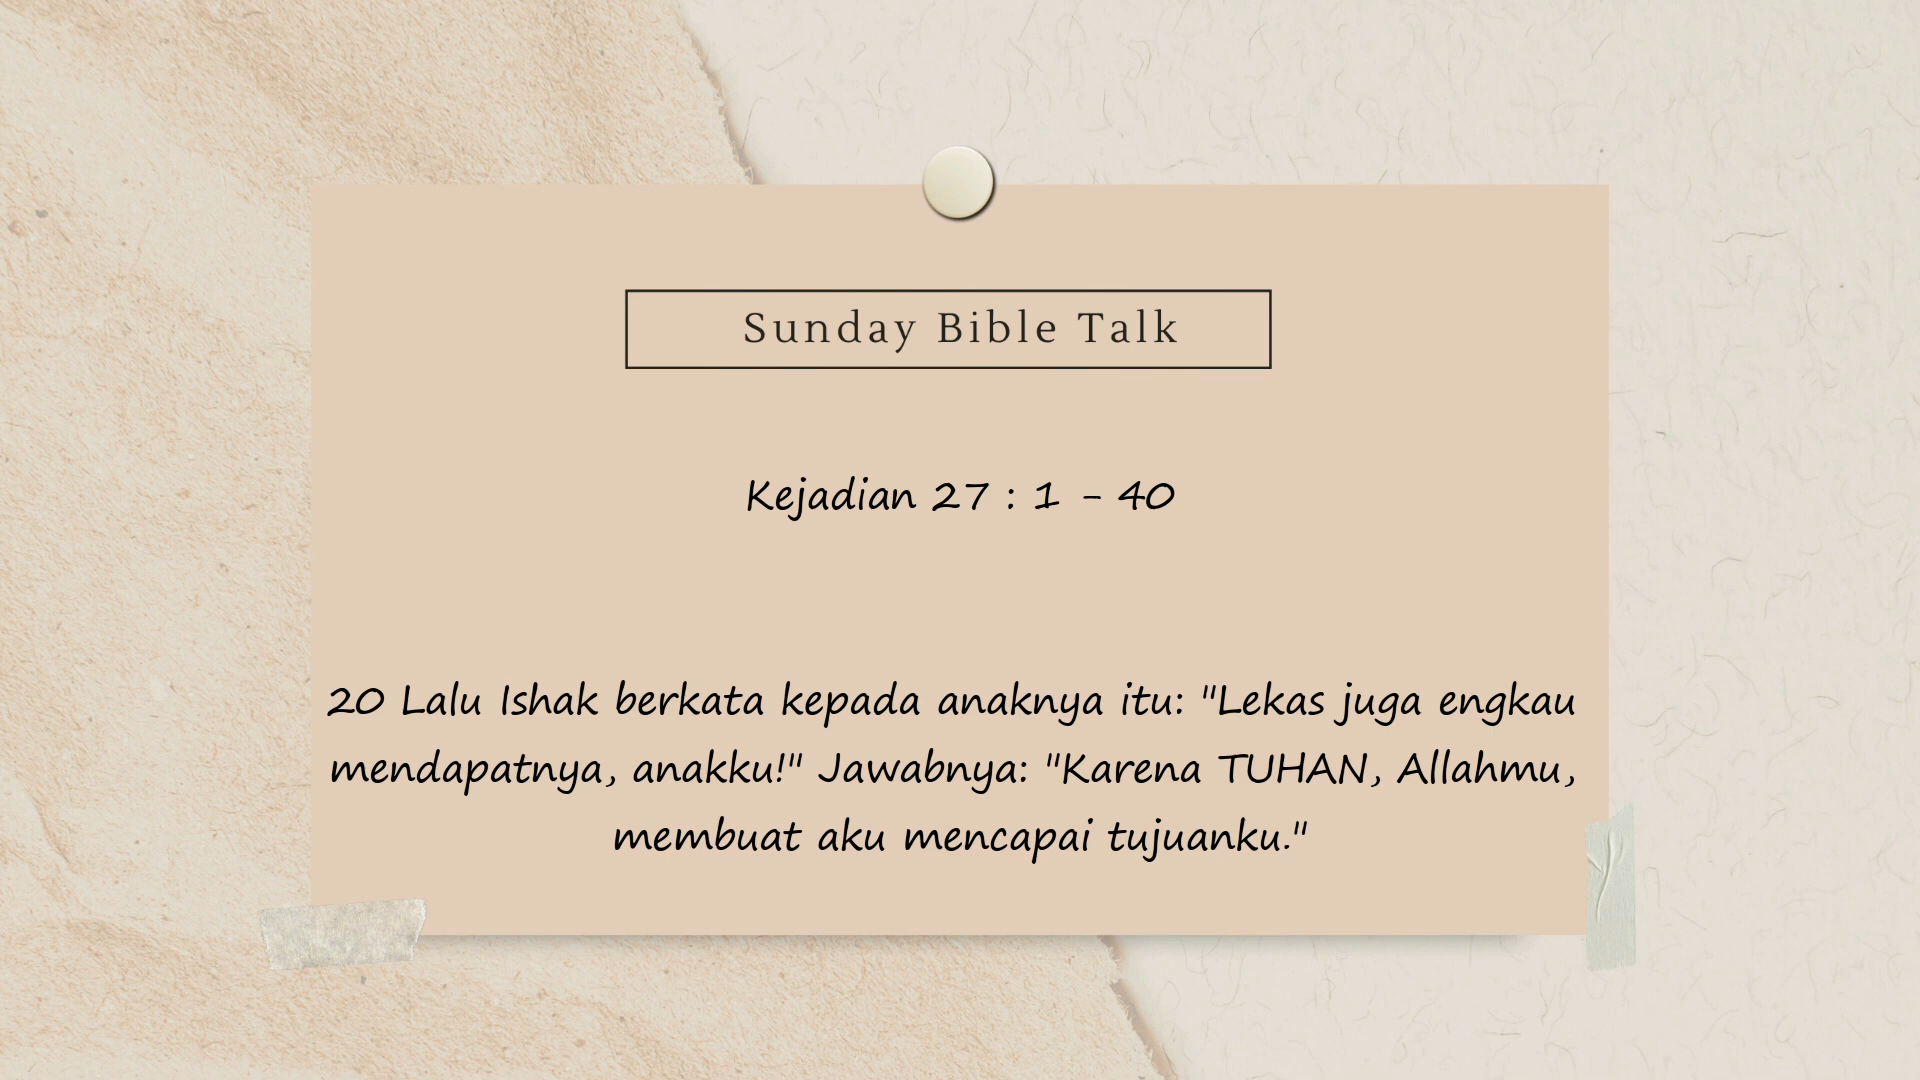 Sunday Bible Talk
Kejadian 27 : 1 - 40
20 Lalu Ishak berkata kepada anaknya itu: "Lekas juga engkau
mendapatnya, anakku!" Jawabnya: "Karena TUHAN, Allahmu,
membuat aku mencapai tujuanku."